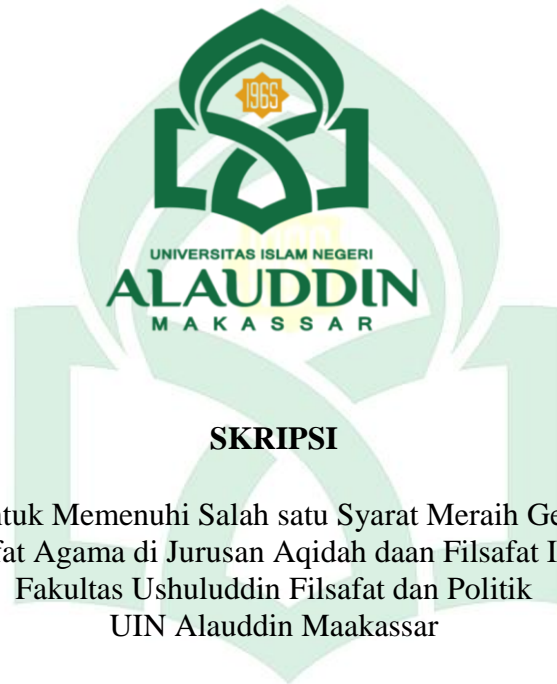 1965
UNIVERSITAS ISLAM NEGERI
ALAUDDIN
MAKASSAR
SKRIPSI
Memenuhi Salah satu Syarat Meraih
Agama di Jurusan Aqidah daan Filsafat
Fakultas Ushuluddin Filsafat dan Politik
UIN Alauddin Maakassar